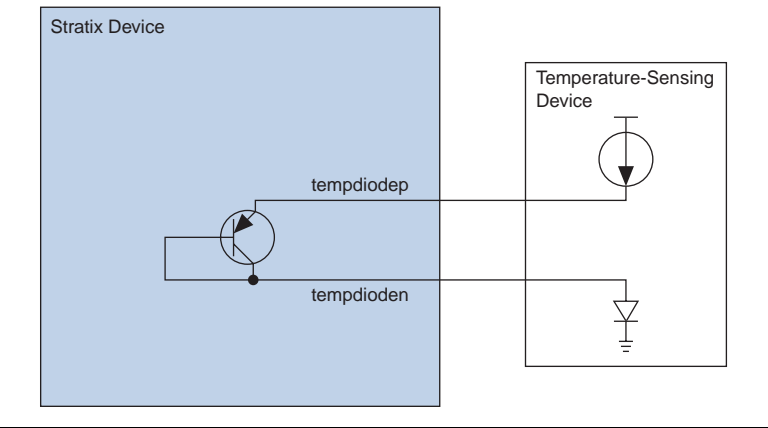 Stratix Device
Temperature-Sensing
Device
tempdiodep
tempdioden